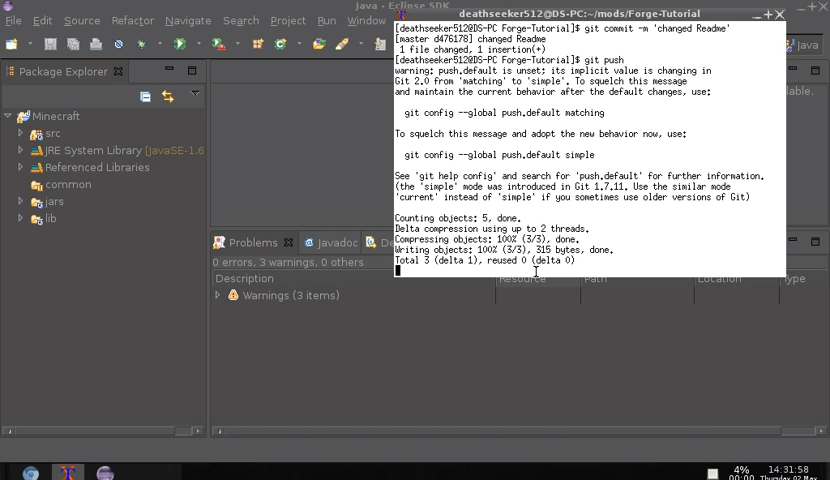 Java - Eclipse SDK
File Edit Source Refactor Navigate Search Project Run Window
Java
Package Explorer
Minecraft
src
JRE System Library [JavaSE-1.6
Referenced Libraries
common
jars
lib
deathseeker512@DS-PC:~/mods/Forge-Tutorial
[deathseeker512@DS-PC Forge-Tutorial]$ git commit -m 'changed Readme'
[master d476178] changed Readme
1 file changed, 1 insertion(+)
[deathseeker512@DS-PC Forge-Tutorial]$ git push
warning: push.default is unset; its implicit value is changing in
Git 2.0 from 'matching' to 'simple'. To squelch this message
and maintain the current behavior after the default changes, use:
git config --global push.default matching
To squelch this message and adopt the new behavior now, use:
git config --global push.default simple
See 'git help config' and search for 'push.default' for further information.
(the 'simple' mode was introduced in Git 1.7.11. Use the similar mode
'current' instead of 'simple' if you sometimes use older versions of Git)
Counting objects: 5, done.
Delta compression using up to 2 threads.
Compressing objects: 100% (3/3), done.
Writing objects: 100% (3/3), 315 bytes, done.
Total 3 (delta 1), reused 0 (delta 0)
lable.
Problems Javadoc De
0 errors, 3 warnings, 0 others
Description Resource Path Location Type
Warnings (3 items)
4%
00:00
14:31:58
Thursday 02 May